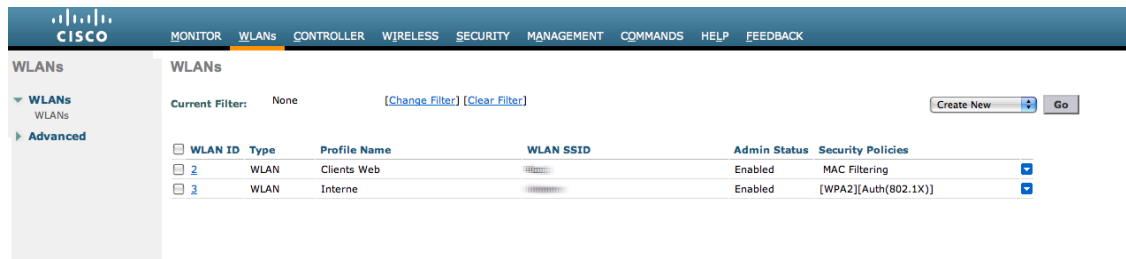 CISCO
MONITOR WLANs CONTROLLER WIRELESS SECURITY MANAGEMENT COMMANDS HELP FEEDBACK
WLANs
WLANs
WLANs
Advanced
WLANs
Current Filter: None [Change Filter] [Clear Filter]
Create New Go
WLAN ID Type Profile Name WLAN SSID Admin Status Security Policies
2 WLAN Clients Web Enabled MAC Filtering
3 WLAN Interne Enabled [WPA2][Auth(802.1X)]